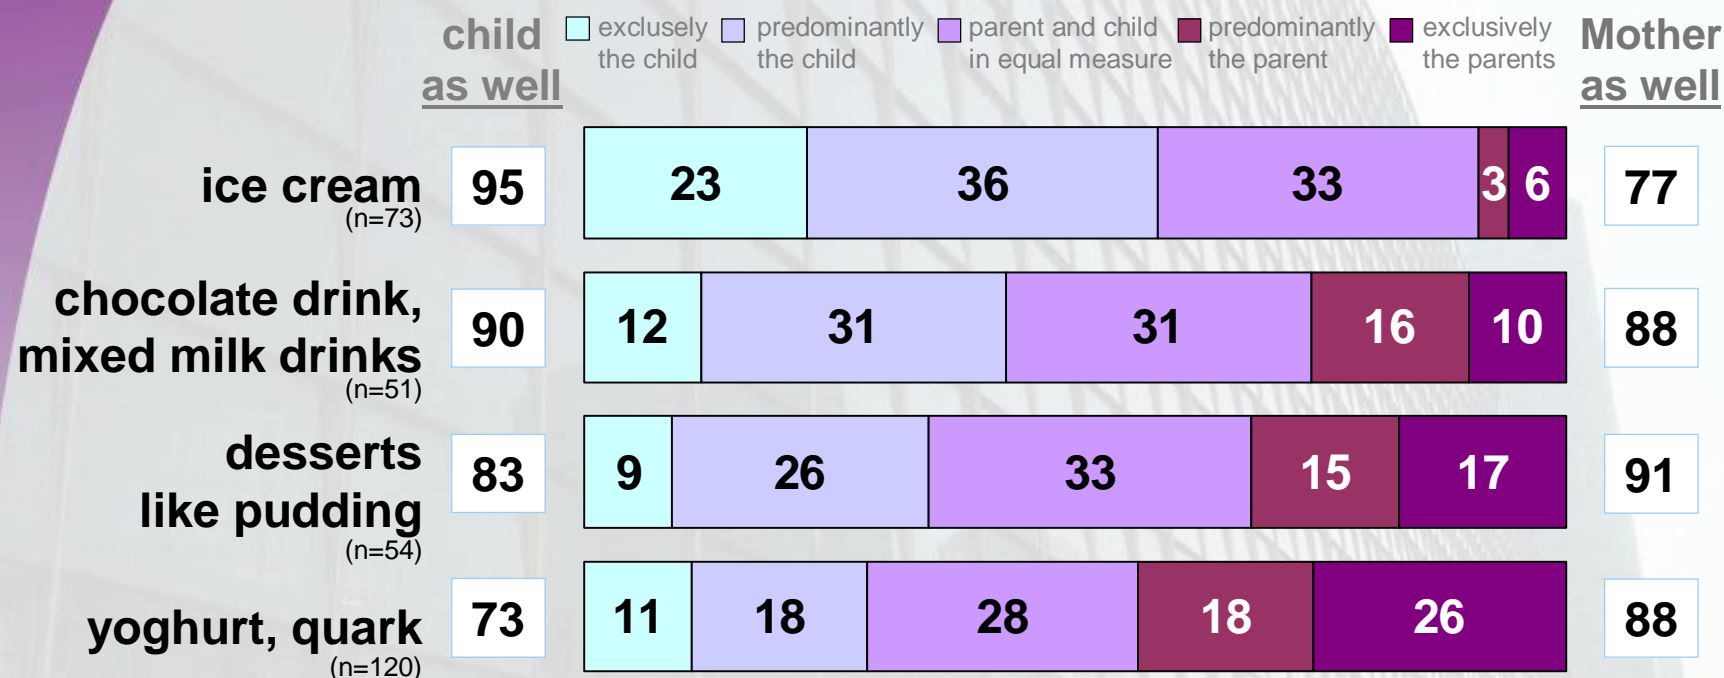 child
as well
exclusely
the child
predominantly
the child
parent and child
in equal measure
predominantly
the parent
exclusively
the parents
Mother
as well
ice cream
(n=73)
95 23 36 33 3 6 77
chocolate drink,
mixed milk drinks
(n=51)
90 12 31 31 16 10 88
desserts
like pudding
(n=54)
83 9 26 33 15 17 91
yoghurt, quark
(n=120)
73 11 18 28 18 26 88